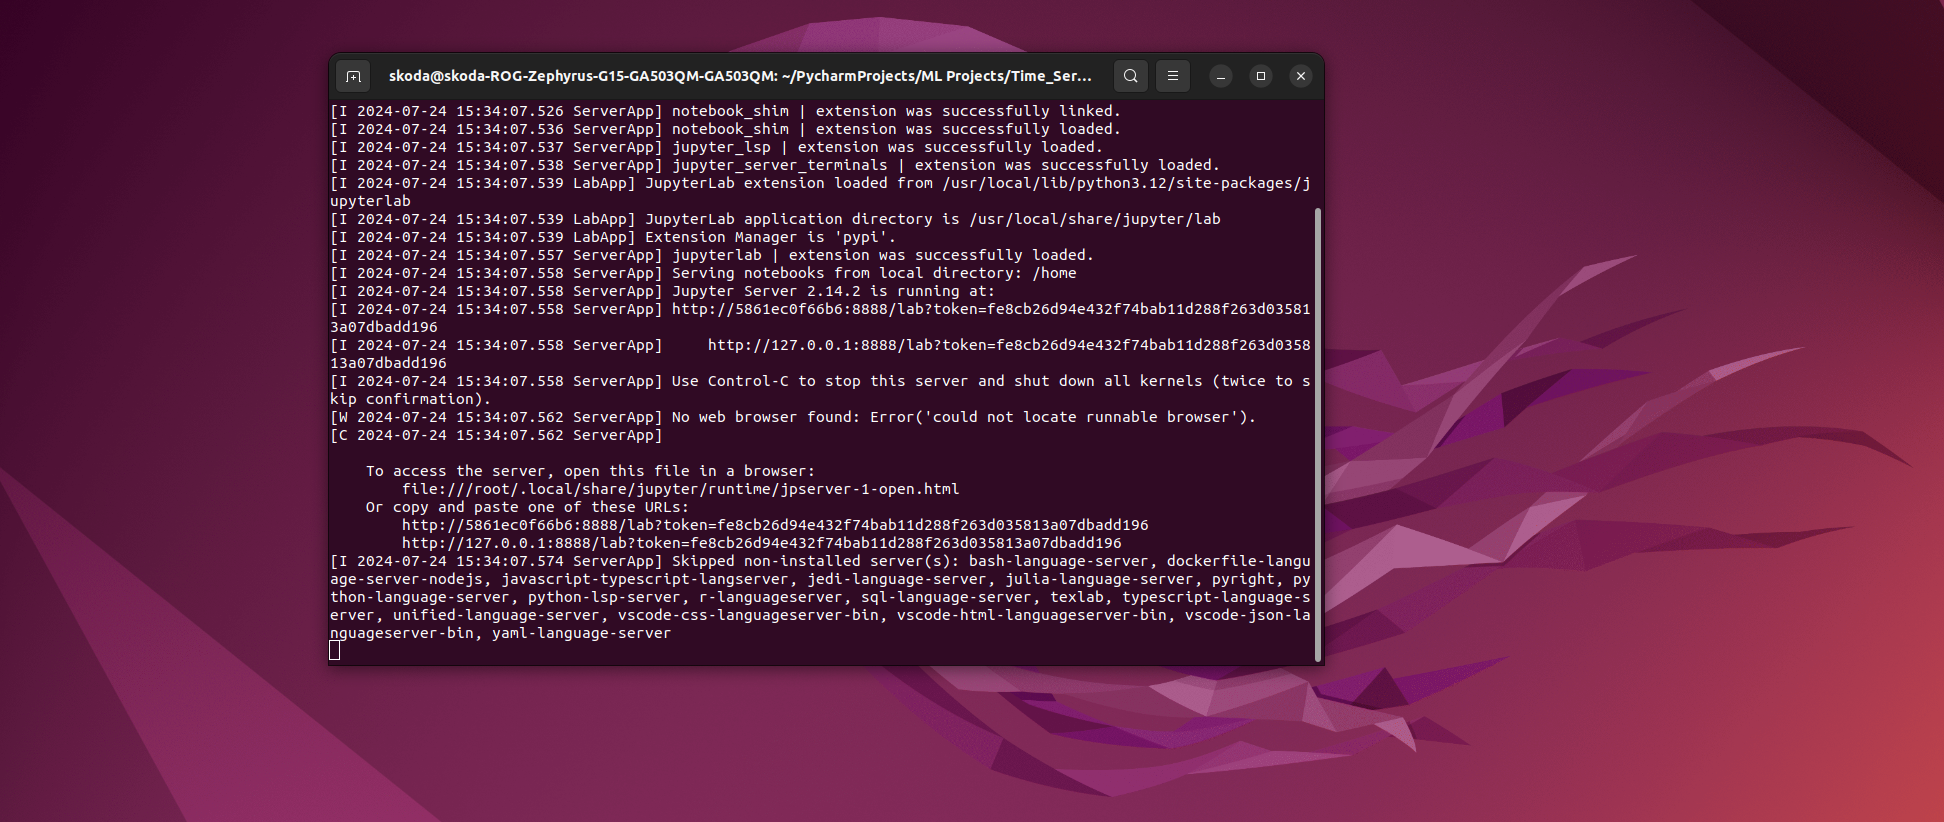 skoda@skoda-ROG-Zephyrus-G15-GA503QM-GA503QM: ~/PycharmProjects/ML Projects/Time_Ser...
[I 2024-07-24 15:34:07.526 ServerApp] notebook_shim | extension was successfully linked.
[I 2024-07-24 15:34:07.536 ServerApp] notebook_shim | extension was successfully loaded.
[I 2024-07-24 15:34:07.537 ServerApp] jupyter_lsp | extension was successfully loaded.
[I 2024-07-24 15:34:07.538 ServerApp] jupyter_server_terminals | extension was successfully loaded.
[I 2024-07-24 15:34:07.539 LabApp] JupyterLab extension loaded from /usr/local/lib/python3.12/site-packages/j
upyterlab
[I 2024-07-24 15:34:07.539 LabApp] JupyterLab application directory is /usr/local/share/jupyter/lab
[I 2024-07-24 15:34:07.539 LabApp] Extension Manager is 'pypi'.
[I 2024-07-24 15:34:07.557 ServerApp] jupyterlab | extension was successfully loaded.
[I 2024-07-24 15:34:07.558 ServerApp] Serving notebooks from local directory: /home
[I 2024-07-24 15:34:07.558 ServerApp] Jupyter Server 2.14.2 is running at:
[I 2024-07-24 15:34:07.558 ServerApp] http://5861ec0f66b6:8888/lab?token=fe8cb26d94e432f74bab11d288f263d03581
3a07dbadd196
[I 2024-07-24 15:34:07.558 ServerApp]     http://127.0.0.1:8888/lab?token=fe8cb26d94e432f74bab11d288f263d0358
13a07dbadd196
[I 2024-07-24 15:34:07.558 ServerApp] Use Control-C to stop this server and shut down all kernels (twice to s
kip confirmation).
[W 2024-07-24 15:34:07.562 ServerApp] No web browser found: Error('could not locate runnable browser').
[C 2024-07-24 15:34:07.562 ServerApp]
    To access the server, open this file in a browser:
        file:///root/.local/share/jupyter/runtime/jpserver-1-open.html
    Or copy and paste one of these URLs:
        http://5861ec0f66b6:8888/lab?token=fe8cb26d94e432f74bab11d288f263d035813a07dbadd196
        http://127.0.0.1:8888/lab?token=fe8cb26d94e432f74bab11d288f263d035813a07dbadd196
[I 2024-07-24 15:34:07.574 ServerApp] Skipped non-installed server(s): bash-language-server, dockerfile-langu
age-server-nodejs, javascript-typescript-langserver, jedi-language-server, julia-language-server, pyright, py
thon-language-server, python-lsp-server, r-languageserver, sql-language-server, texlab, typescript-language-s
erver, unified-language-server, vscode-css-languageserver-bin, vscode-html-languageserver-bin, vscode-json-la
nguageserver-bin, yaml-language-server